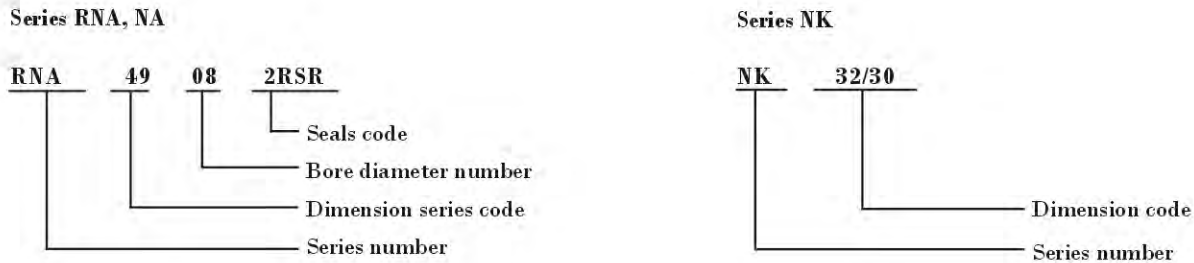 Series RNA, NA
RNA 49 08 2RSR
Seals code
Bore diameter number
Dimension series code
Series number
Series NK
NK 32/30
Dimension code
Series number